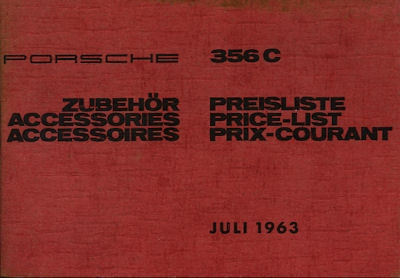 PORSCHE 356 C
ZUBEHÖR PREISLISTE
ACCESSORIES PRICE-LIST
ACCESSOIRES PRIX-COURANT
JULI 1963